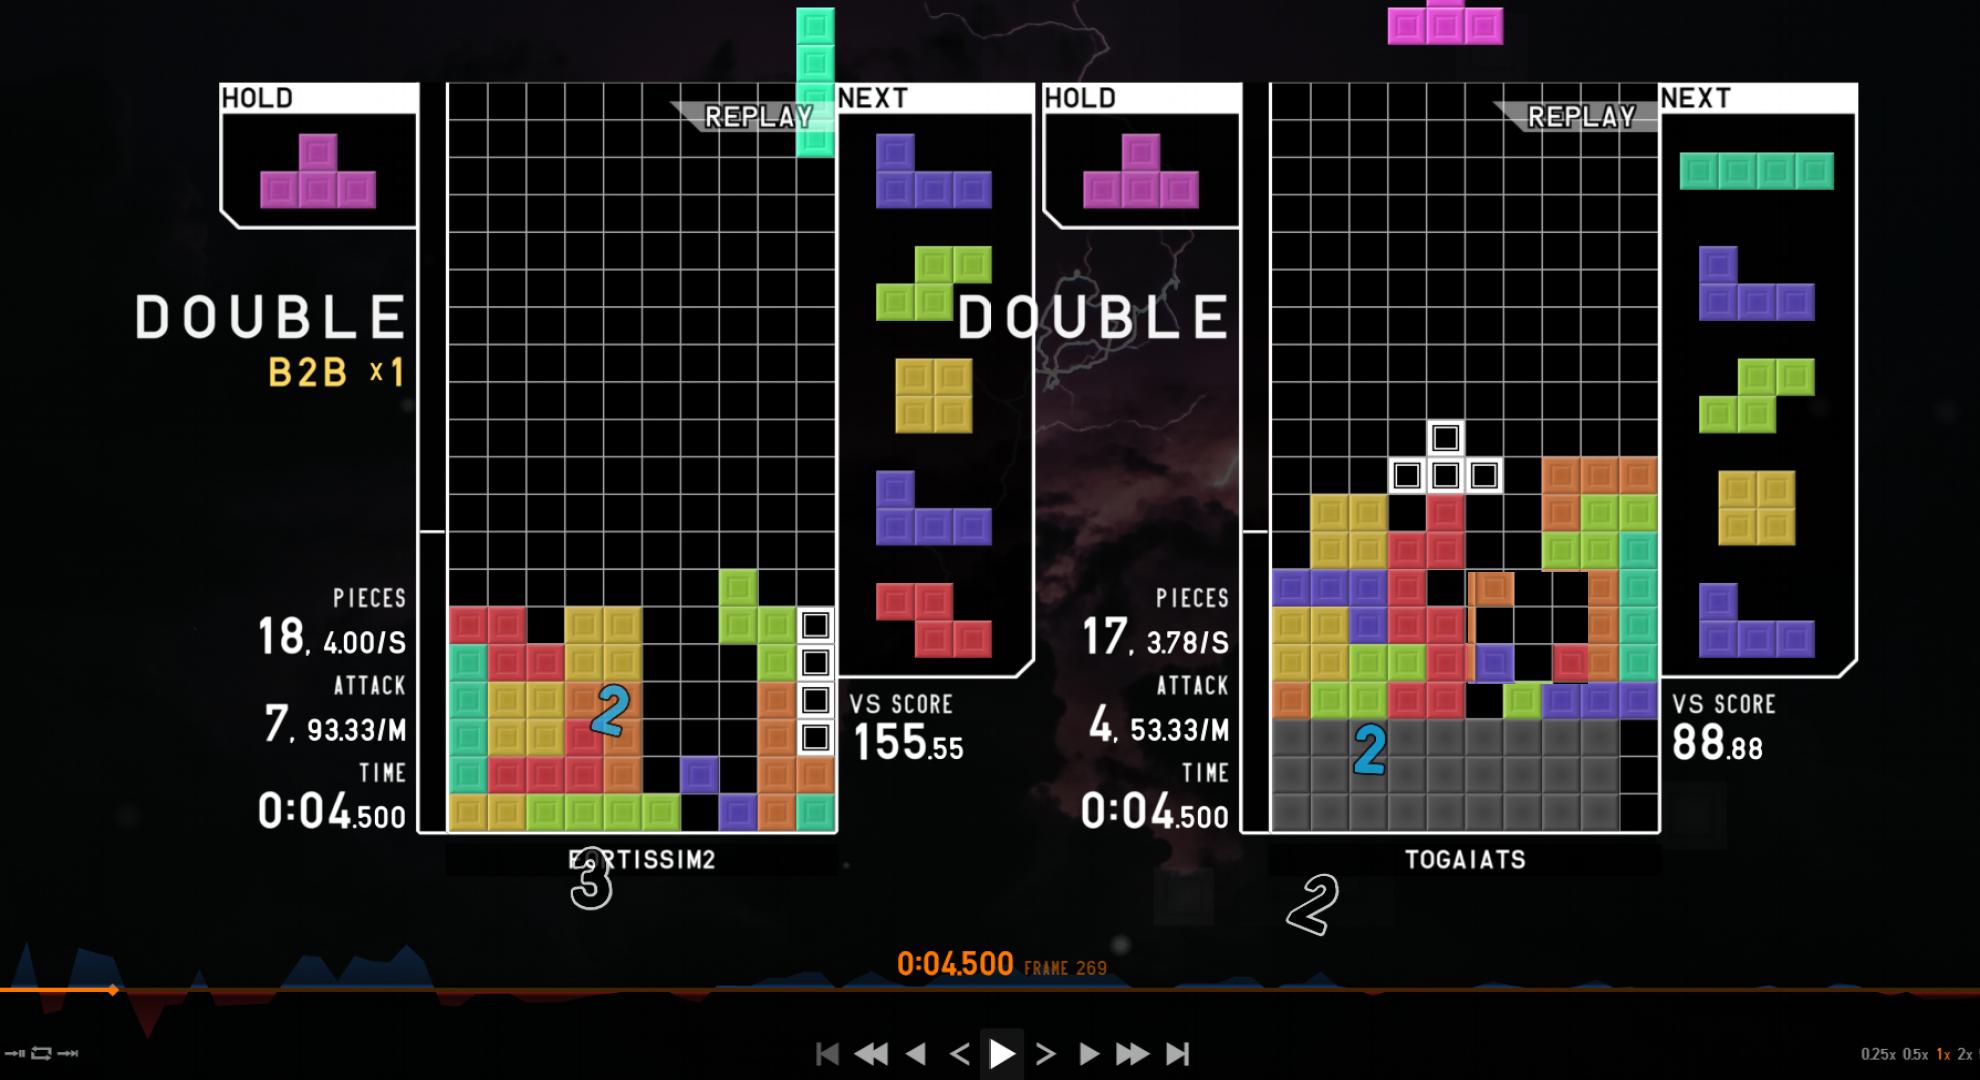 HOLD
REPLAY
NEXT
HOLD
REPLAY
NEXT
DOUBLE
B2B x1
DOUBLE
PIECES
18, 4.00/S
ATTACK
7, 93.33/M
TIME
0:04.500
2
VS SCORE
155.55
PIECES
17, 3.78/S
ATTACK
4, 53.33/M
TIME
0:04.500
2
VS SCORE
88.88
FORTISSIM2
3
TOGAIATS
2
0:04.500 FRAME 269
0.25x 0.5x 1x 2x